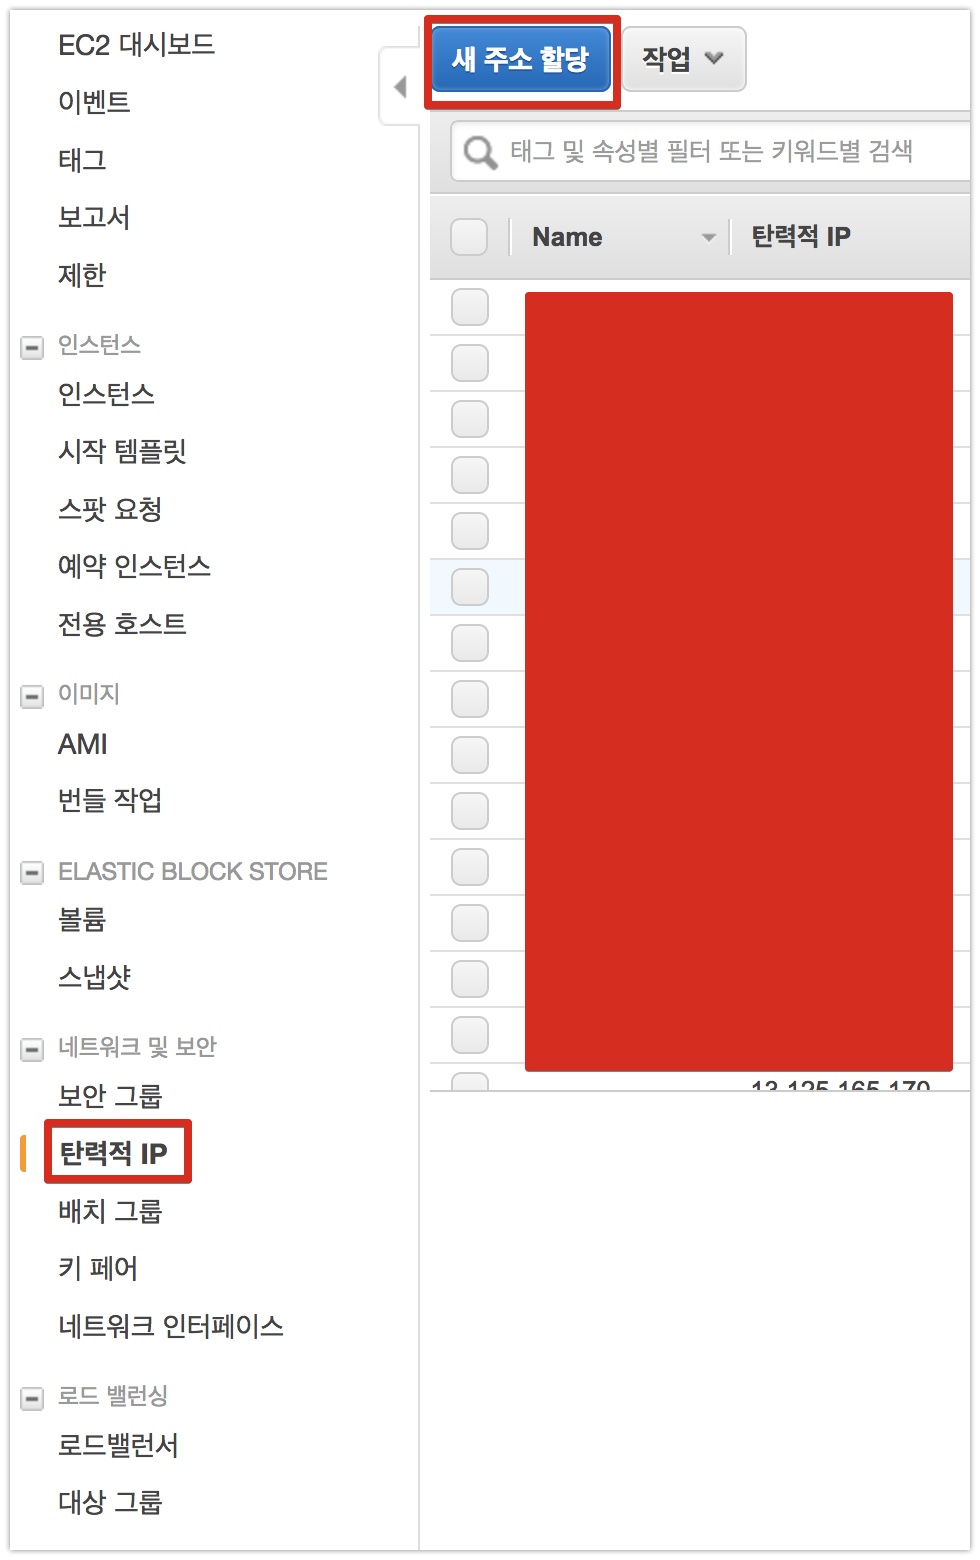 EC2 대시보드
이벤트
태그
보고서
제한
인스턴스
인스턴스
시작 템플릿
스팟 요청
예약 인스턴스
전용 호스트
이미지
AMI
번들 작업
ELASTIC BLOCK STORE
볼륨
스냅샷
네트워크 및 보안
보안 그룹
탄력적 IP
배치 그룹
키 페어
네트워크 인터페이스
로드 밸런싱
로드밸런서
대상 그룹
새 주소 할당
작업
태그 및 속성별 필터 또는 키워드별 검색
Name 탄력적 IP
13.125.165.170